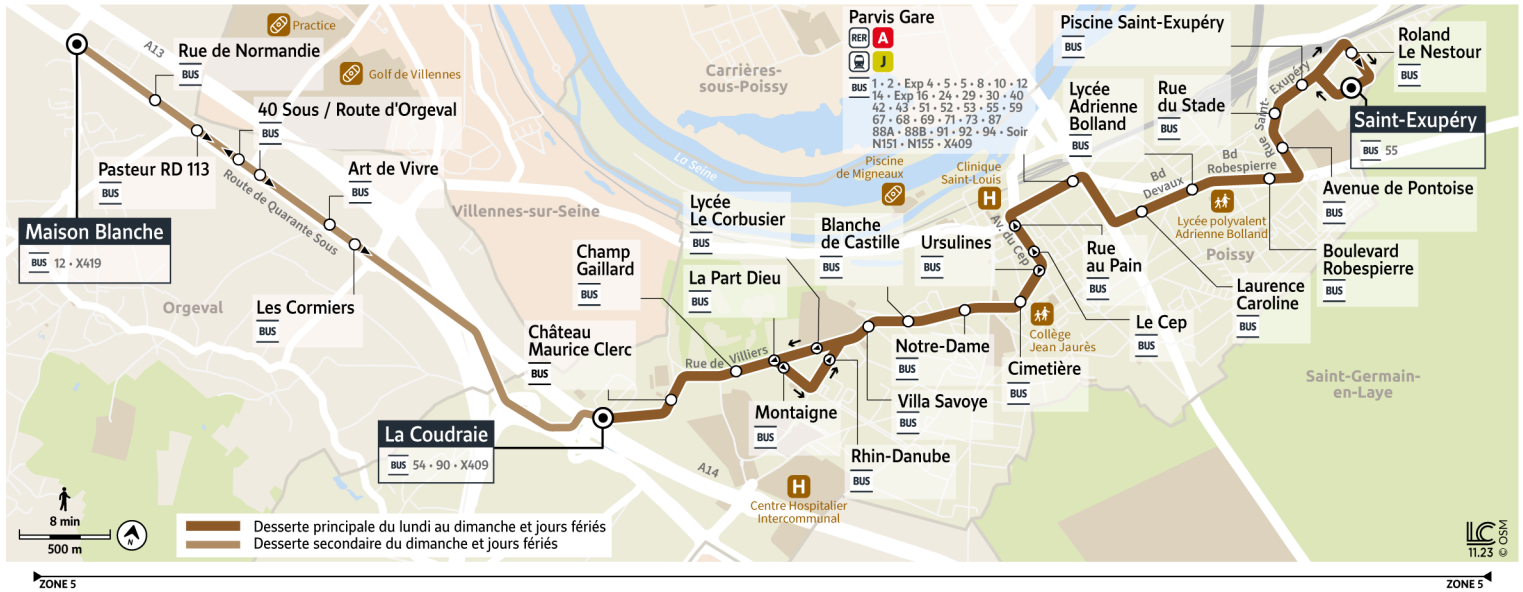 Practice
A13
Rue de Normandie
BUS
Golf de Villennes
40 Sous / Route d'Orgeval
BUS
Pasteur RD 113
BUS
Art de Vivre
BUS
Route de Quarante Sous
Maison Blanche
BUS 12 • X419
Villennes-sur-Seine
Orgeval
Les Cormiers
BUS
Carrières-
sous-Poissy
La Seine
Parvis Gare
RER A
J
BUS 1 • 2 • Exp 4 • 5 • 5 • 8 • 10 • 12
14 • Exp 16 • 24 • 29 • 30 • 40
42 • 43 • 51 • 52 • 53 • 55 • 59
67 • 68 • 69 • 71 • 73 • 87
88A • 88B • 91 • 92 • 94 • Soir
N151 • N155 • X409
Piscine
de Migneaux
Clinique
Saint-Louis
H
Piscine Saint-Exupéry
BUS
Roland
Le Nestour
BUS
Lycée
Adrienne
Bolland
BUS
Rue
du Stade
BUS
Rue Saint-Exupéry
Saint-Exupéry
BUS 55
Bd
Robespierre
Bd
Devaux
Avenue de Pontoise
BUS
Lycée polyvalent
Adrienne Bolland
Poissy
Boulevard
Robespierre
BUS
Laurence
Caroline
BUS
Rue
au Pain
BUS
Av. du Cep
Le Cep
BUS
Collège
Jean Jaurès
Cimetière
BUS
Ursulines
BUS
Blanche
de Castille
BUS
Lycée
Le Corbusier
BUS
La Part Dieu
BUS
Champ
Gaillard
BUS
Château
Maurice Clerc
BUS
Rue de Villiers
Notre-Dame
BUS
Villa Savoye
BUS
Montaigne
BUS
Rhin-Danube
BUS
La Coudraie
BUS 54 • 90 • X409
A14
H
Centre Hospitalier
Intercommunal
Saint-Germain-
en-Laye
8 min
500 m
N
Desserte principale du lundi au dimanche et jours fériés
Desserte secondaire du dimanche et jours fériés
LC
11.23
© OSM
ZONE 5
ZONE 5